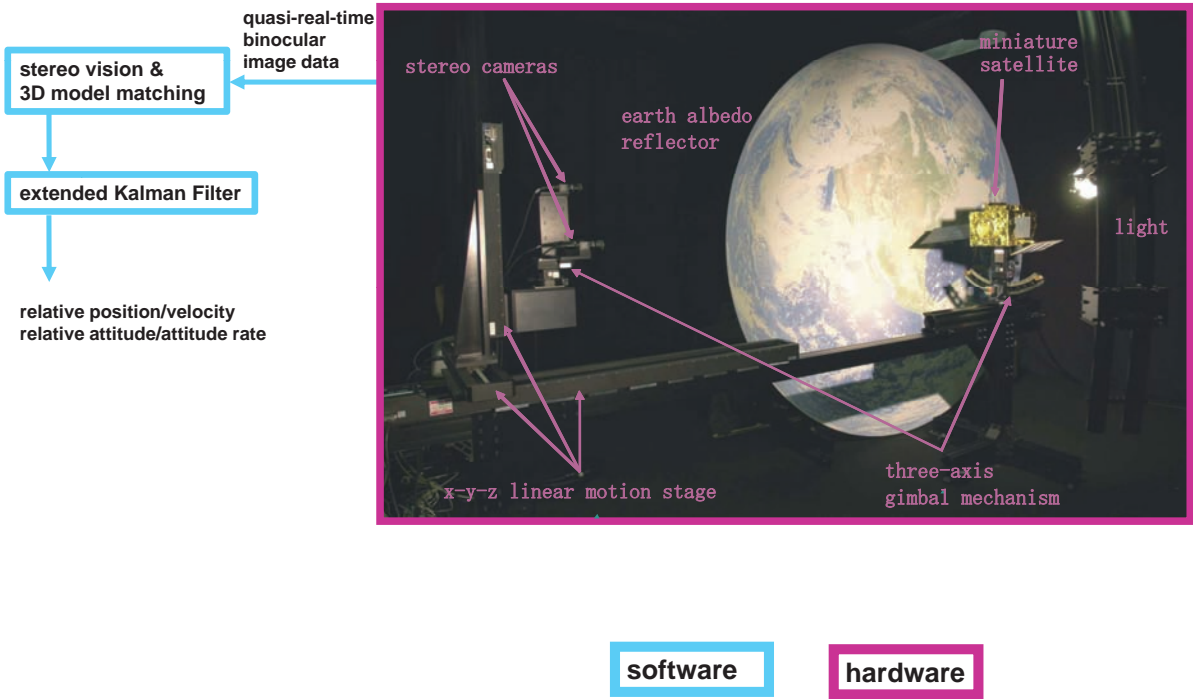 quasi-real-time
binocular
image data
stereo vision &
3D model matching
extended Kalman Filter
relative position/velocity
relative attitude/attitude rate
stereo cameras
earth albedo
reflector
miniature
satellite
light
x-y-z linear motion stage
three-axis
gimbal mechanism
software
hardware